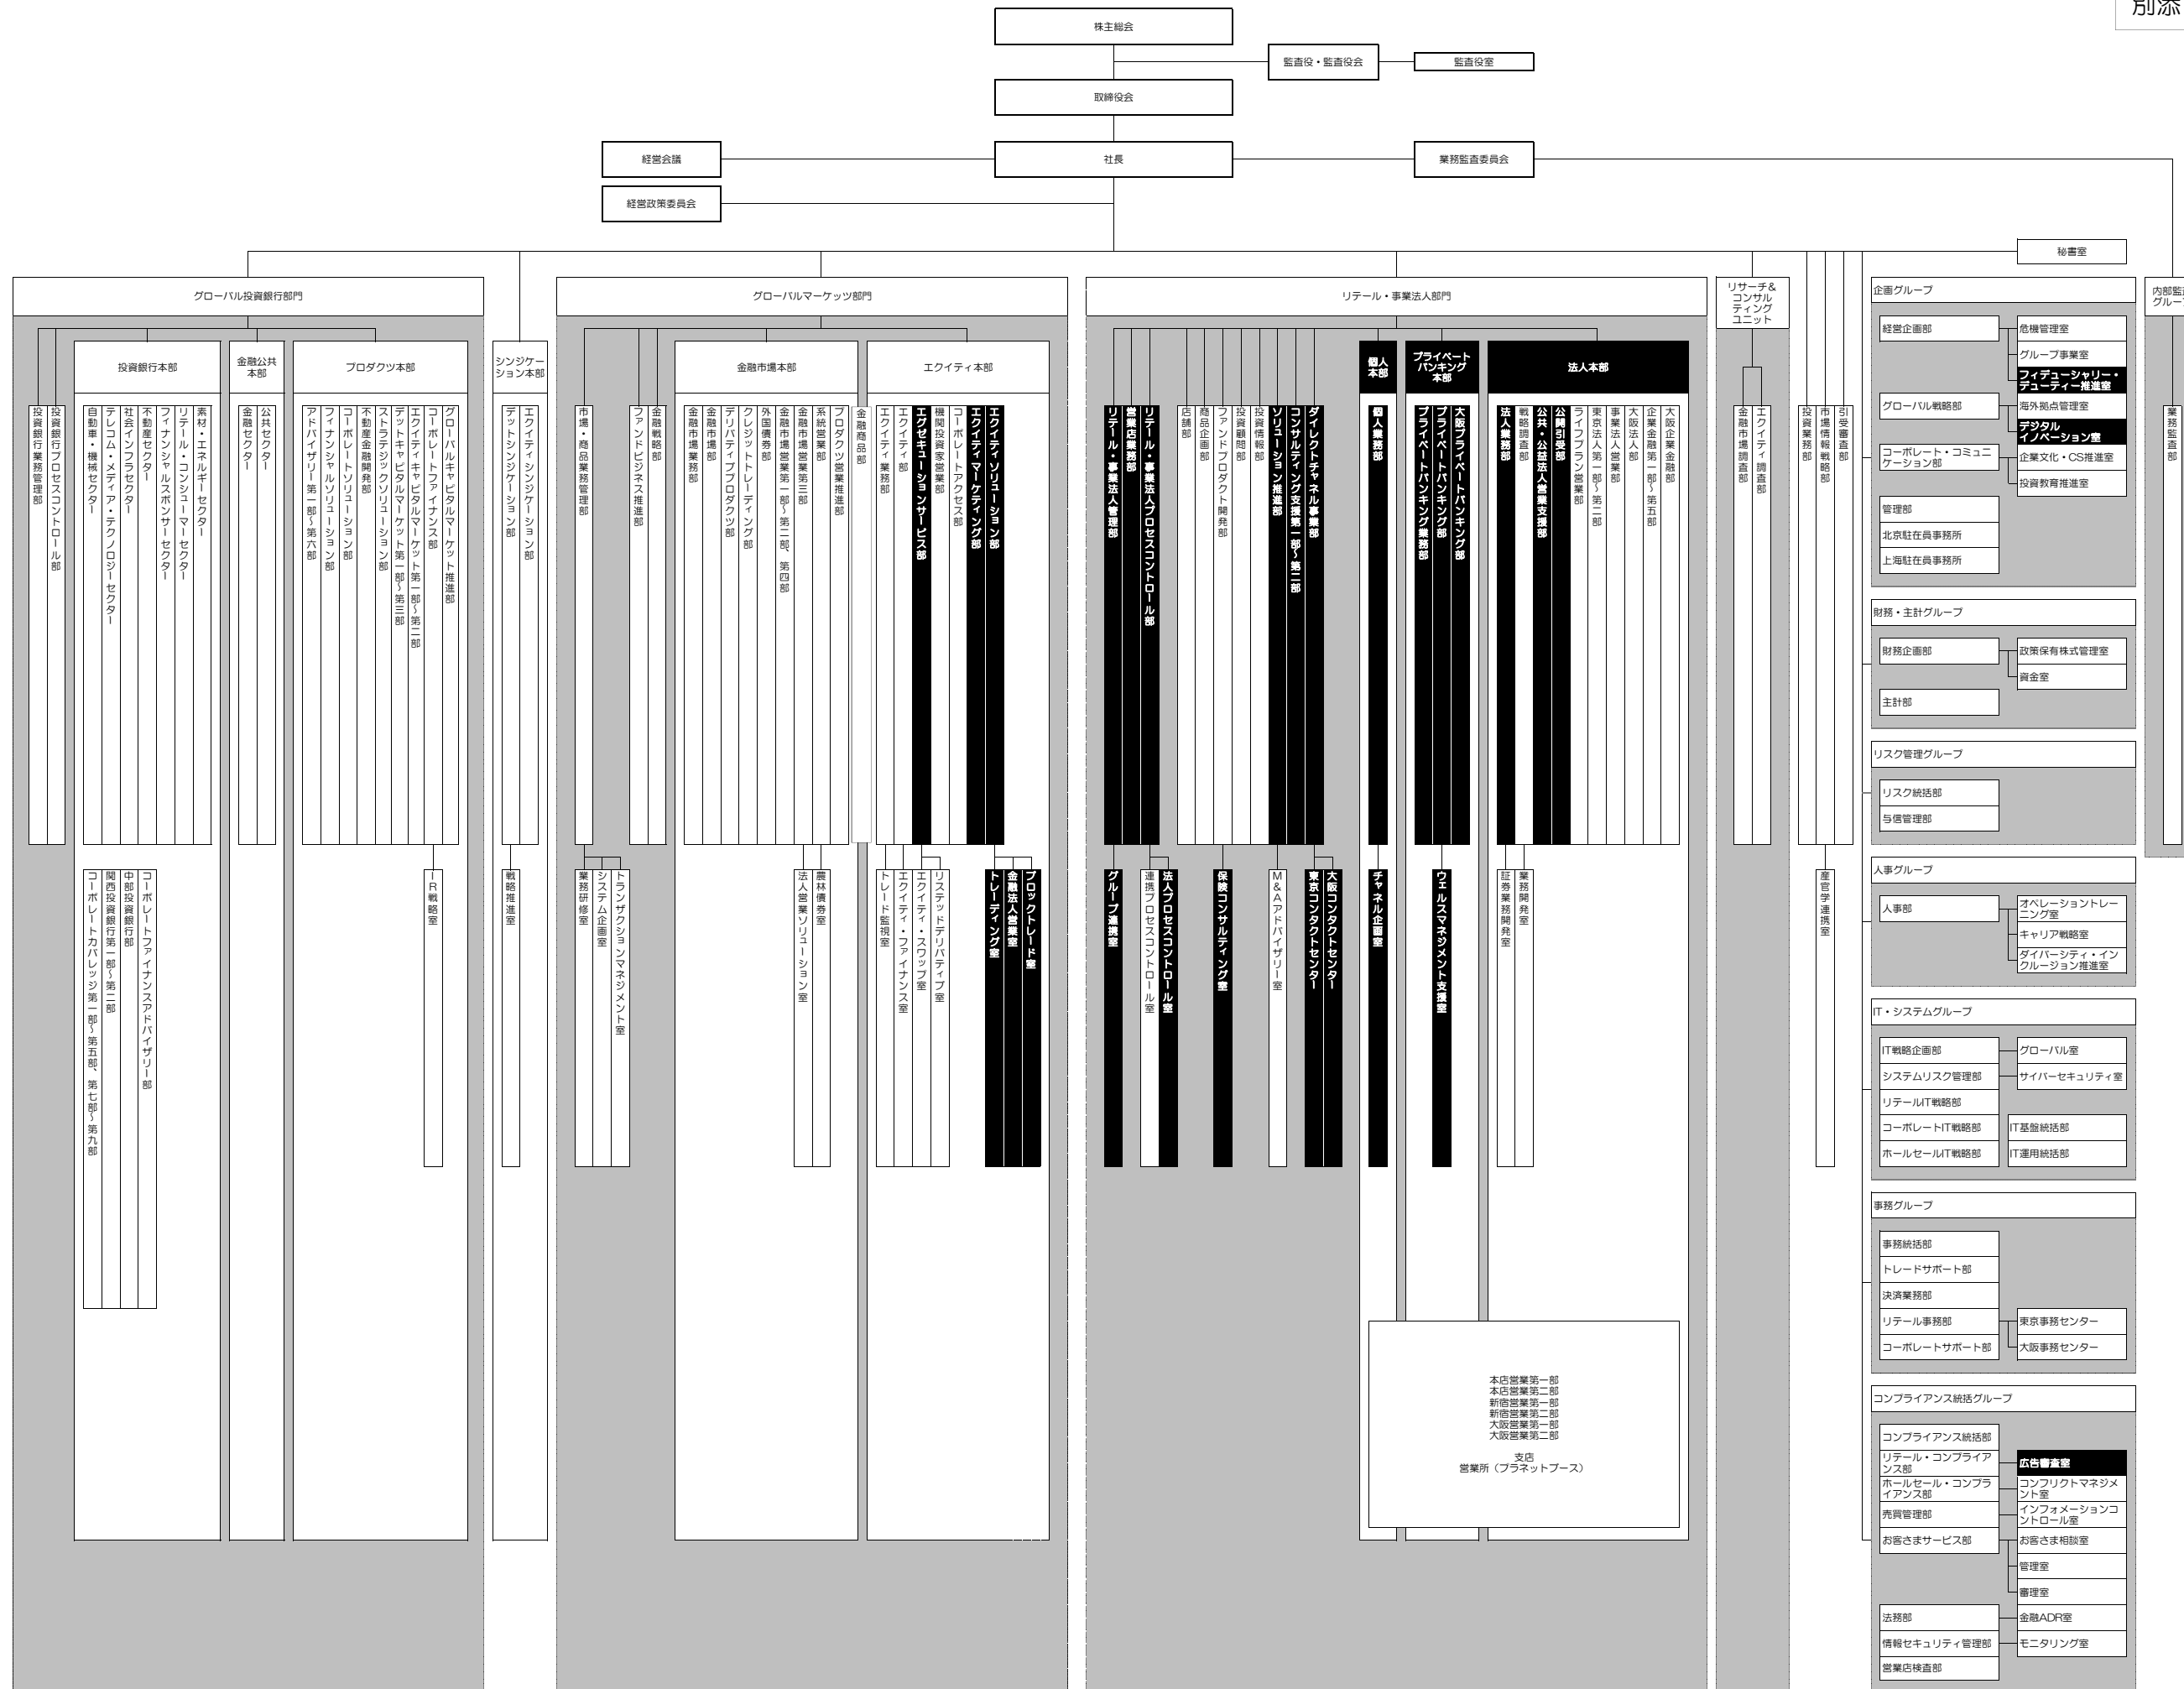 別添
株主総会
監査役・監査役会
監査役室
取締役会
経営会議
社長
業務監査委員会
経営政策委員会
秘書室
グローバル投資銀行部門
グローバルマーケッツ部門
リテール・事業法人部門
リサーチ&
コンサル
ティング
ユニット
投資銀行本部
金融公共
本部
プロダクツ本部
シンジケー
ション本部
金融市場本部
エクイティ本部
個人
本部
プライベート
バンキング
本部
法人本部
投資銀行業務管理部
投資銀行プロセスコントロール部
自動車・機械セクター
テレコム・メディア・テクノロジーセクター
社会インフラセクター
不動産セクター
フィナンシャルスポンサーセクター
リテール・コンシューマーセクター
素材・エネルギーセクター
金融セクター
公共セクター
アドバイザリー第一部～第六部
フィナンシャルソリューション部
コーポレートソリューション部
不動産金融開発部
ストラテジックソリューション部
デットキャピタルマーケット第一部～第三部
エクイティキャピタルマーケット第一部～第二部
コーポレートファイナンス部
グローバルキャピタルマーケット推進部
デットシンジケーション部
エクイティシンジケーション部
市場・商品業務管理部
ファンドビジネス推進部
金融戦略部
金融市場業務部
金融市場部
デリバティブプロダクツ部
クレジットトレーディング部
外国債券部
金融市場営業第一部～第二部、第四部
金融市場営業第三部
系統営業部
プロダクツ営業推進部
金融商品部
エクイティ業務部
エクイティ部
エグゼキューションサービス部
機関投資家営業部
コーポレートアクセス部
エクイティマーケティング部
エクイティソリューション部
リテール・事業法人管理部
営業店業務部
リテール・事業法人プロセスコントロール部
店舗部
商品企画部
ファンドプロダクト開発部
投資顧問部
投資情報部
ソリューション推進部
コンサルティング支援第一部～第二部
ダイレクトチャネル事業部
個人業務部
プライベートバンキング業務部
プライベートバンキング部
大阪プライベートバンキング部
法人業務部
戦略調査部
公共・公益法人営業支援部
公開引受部
ライフプラン営業部
東京法人第一部～第二部
事業法人営業部
大阪法人部
企業金融第一部～第五部
大阪企業金融部
金融市場調査部
エクイティ調査部
投資業務部
市場情報戦略部
引受審査部
コーポレートカバレッジ第一部～第五部、第七部～第九部
関西投資銀行第一部～第二部
中部投資銀行部
コーポレートファイナンスアドバイザリー部
IR戦略室
戦略推進室
業務研修室
システム企画室
トランザクションマネジメント室
法人営業ソリューション室
農林債券室
トレード監視室
エクイティ・ファイナンス室
エクイティ・スワップ室
リステッドデリバティブ室
トレーディング室
金融法人営業室
ブロックトレード室
グループ連携室
連携プロセスコントロール室
法人プロセスコントロール室
保険コンサルティング室
M&Aアドバイザリー室
東京コンタクトセンター
大阪コンタクトセンター
チャネル企画室
ウェルスマネジメント支援室
証券業務開発室
業務開発室
産官学連携室
本店営業第一部
本店営業第二部
新宿営業第一部
新宿営業第二部
大阪営業第一部
大阪営業第二部
支店
営業所（プラネットブース）
企画グループ
経営企画部
危機管理室
グループ事業室
フィデューシャリー・
デューティー推進室
グローバル戦略部
海外拠点管理室
デジタル
イノベーション室
コーポレート・コミュニ
ケーション部
企業文化・CS推進室
投資教育推進室
管理部
北京駐在員事務所
上海駐在員事務所
財務・主計グループ
財務企画部
政策保有株式管理室
資金室
主計部
リスク管理グループ
リスク統括部
与信管理部
人事グループ
人事部
オペレーショントレー
ニング室
キャリア戦略室
ダイバーシティ・イン
クルージョン推進室
IT・システムグループ
IT戦略企画部
グローバル室
システムリスク管理部
サイバーセキュリティ室
リテールIT戦略部
コーポレートIT戦略部
IT基盤統括部
ホールセールIT戦略部
IT運用統括部
事務グループ
事務統括部
トレードサポート部
決済業務部
リテール事務部
東京事務センター
コーポレートサポート部
大阪事務センター
コンプライアンス統括グループ
コンプライアンス統括部
リテール・コンプライア
ンス部
広告審査室
ホールセール・コンプラ
イアンス部
コンフリクトマネジメ
ント室
売買管理部
インフォメーションコ
ントロール室
お客さまサービス部
お客さま相談室
管理室
審理室
法務部
金融ADR室
情報セキュリティ管理部
モニタリング室
営業店検査部
内部監
グルー
業務監査部